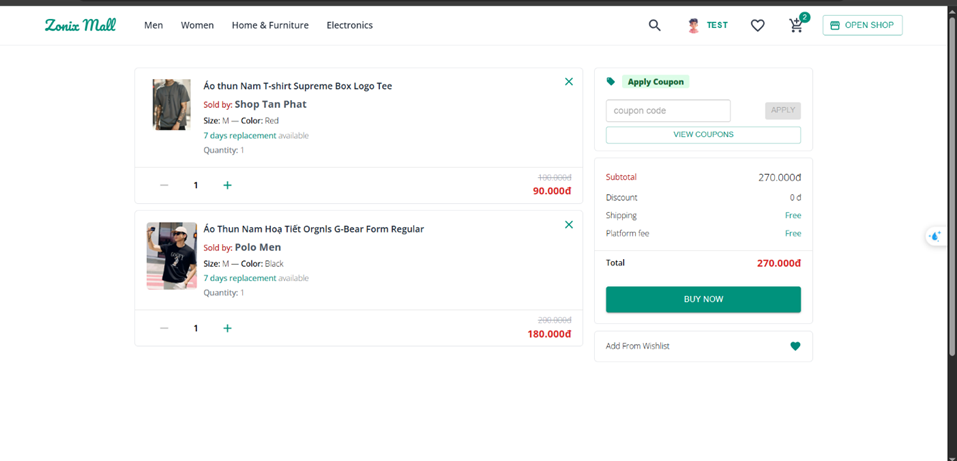 Zonix Mall
Men
Women
Home & Furniture
Electronics
TEST
2
OPEN SHOP
Áo thun Nam T-shirt Supreme Box Logo Tee
Sold by: Shop Tan Phat
Size: M — Color: Red
7 days replacement available
Quantity: 1
1
100.000đ
90.000đ
Áo Thun Nam Hoạ Tiết Orgnls G-Bear Form Regular
Sold by: Polo Men
Size: M — Color: Black
7 days replacement available
Quantity: 1
1
200.000đ
180.000đ
Apply Coupon
coupon code
APPLY
VIEW COUPONS
Subtotal 270.000đ
Discount 0 đ
Shipping Free
Platform fee Free
Total 270.000đ
BUY NOW
Add From Wishlist